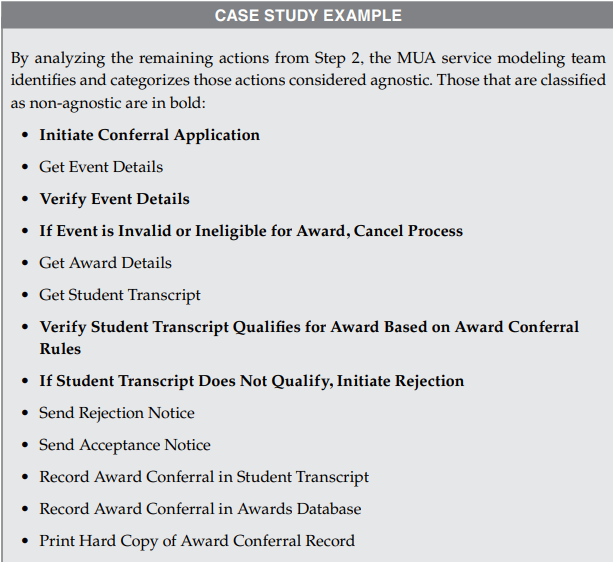 CASE STUDY EXAMPLE
By analyzing the remaining actions from Step 2, the MUA service modeling team
identifies and categorizes those actions considered agnostic. Those that are classified
as non-agnostic are in bold:
• Initiate Conferral Application
• Get Event Details
• Verify Event Details
• If Event is Invalid or Ineligible for Award, Cancel Process
• Get Award Details
• Get Student Transcript
• Verify Student Transcript Qualifies for Award Based on Award Conferral
Rules
• If Student Transcript Does Not Qualify, Initiate Rejection
• Send Rejection Notice
• Send Acceptance Notice
• Record Award Conferral in Student Transcript
• Record Award Conferral in Awards Database
• Print Hard Copy of Award Conferral Record